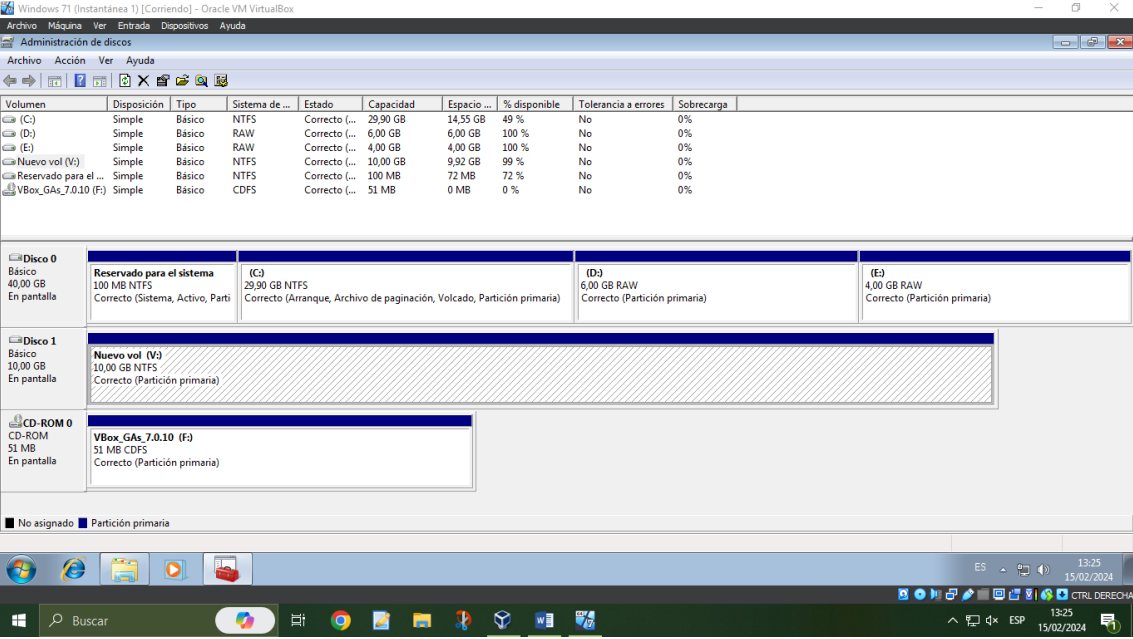 Windows 71 (Instantánea 1) [Corriendo] - Oracle VM VirtualBox
Archivo Máquina Ver Entrada Dispositivos Ayuda
Administración de discos
Archivo Acción Ver Ayuda
Volumen Disposición Tipo Sistema de ... Estado Capacidad Espacio ... % disponible Tolerancia a errores Sobrecarga
(C:) Simple Básico NTFS Correcto (... 29,90 GB 14,55 GB 49 % No 0%
(D:) Simple Básico RAW Correcto (... 6,00 GB 6,00 GB 100 % No 0%
(E:) Simple Básico RAW Correcto (... 4,00 GB 4,00 GB 100 % No 0%
Nuevo vol (V:) Simple Básico NTFS Correcto (... 10,00 GB 9,92 GB 99 % No 0%
Reservado para el ... Simple Básico NTFS Correcto (... 100 MB 72 MB 72 % No 0%
VBox_GAs_7.0.10 (F:) Simple Básico CDFS Correcto (... 51 MB 0 MB 0 % No 0%
Disco 0
Básico
40,00 GB
En pantalla
Reservado para el sistema
100 MB NTFS
Correcto (Sistema, Activo, Parti
(C:)
29,90 GB NTFS
Correcto (Arranque, Archivo de paginación, Volcado, Partición primaria)
(D:)
6,00 GB RAW
Correcto (Partición primaria)
(E:)
4,00 GB RAW
Correcto (Partición primaria)
Disco 1
Básico
10,00 GB
En pantalla
Nuevo vol (V:)
10,00 GB NTFS
Correcto (Partición primaria)
CD-ROM 0
CD-ROM
51 MB
En pantalla
VBox_GAs_7.0.10 (F:)
51 MB CDFS
Correcto (Partición primaria)
No asignado Partición primaria
ES 13:25
15/02/2024
CTRL DERECHA
Buscar
ESP 13:25
15/02/2024
1